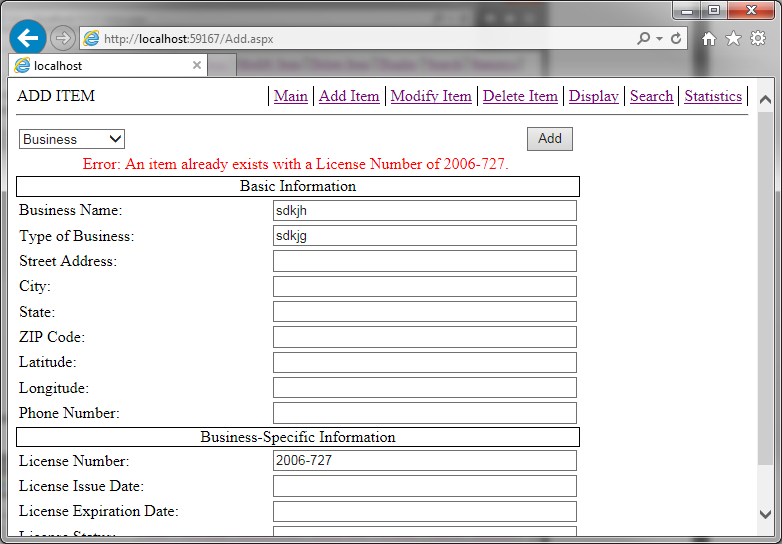 http://localhost:59167/Add.aspx
localhost
ADD ITEM Main Add Item Modify Item Delete Item Display Search Statistics
Business Add
Error: An item already exists with a License Number of 2006-727.
Basic Information
Business Name: sdkjh
Type of Business: sdkjg
Street Address:
City:
State:
ZIP Code:
Latitude:
Longitude:
Phone Number:
Business-Specific Information
License Number: 2006-727
License Issue Date:
License Expiration Date:
License Status: